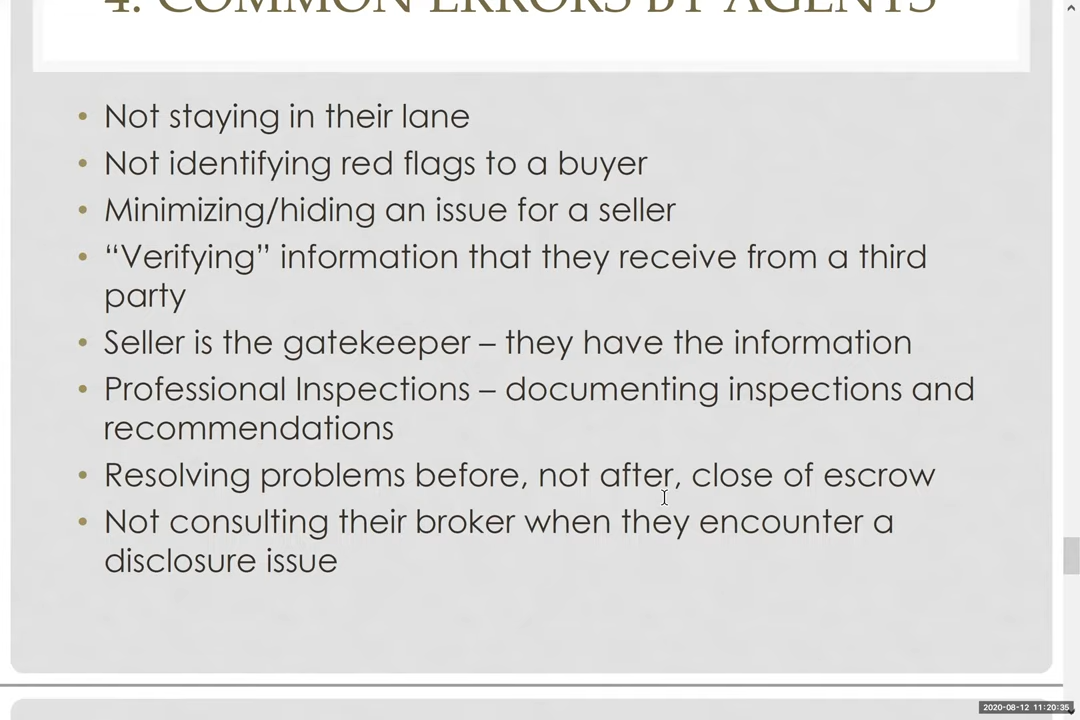 4. COMMON ERRORS BY AGENTS
• Not staying in their lane
• Not identifying red flags to a buyer
• Minimizing/hiding an issue for a seller
• “Verifying” information that they receive from a third
party
• Seller is the gatekeeper – they have the information
• Professional Inspections – documenting inspections and
recommendations
• Resolving problems before, not after, close of escrow
• Not consulting their broker when they encounter a
disclosure issue
2020-08-12 11:20:35